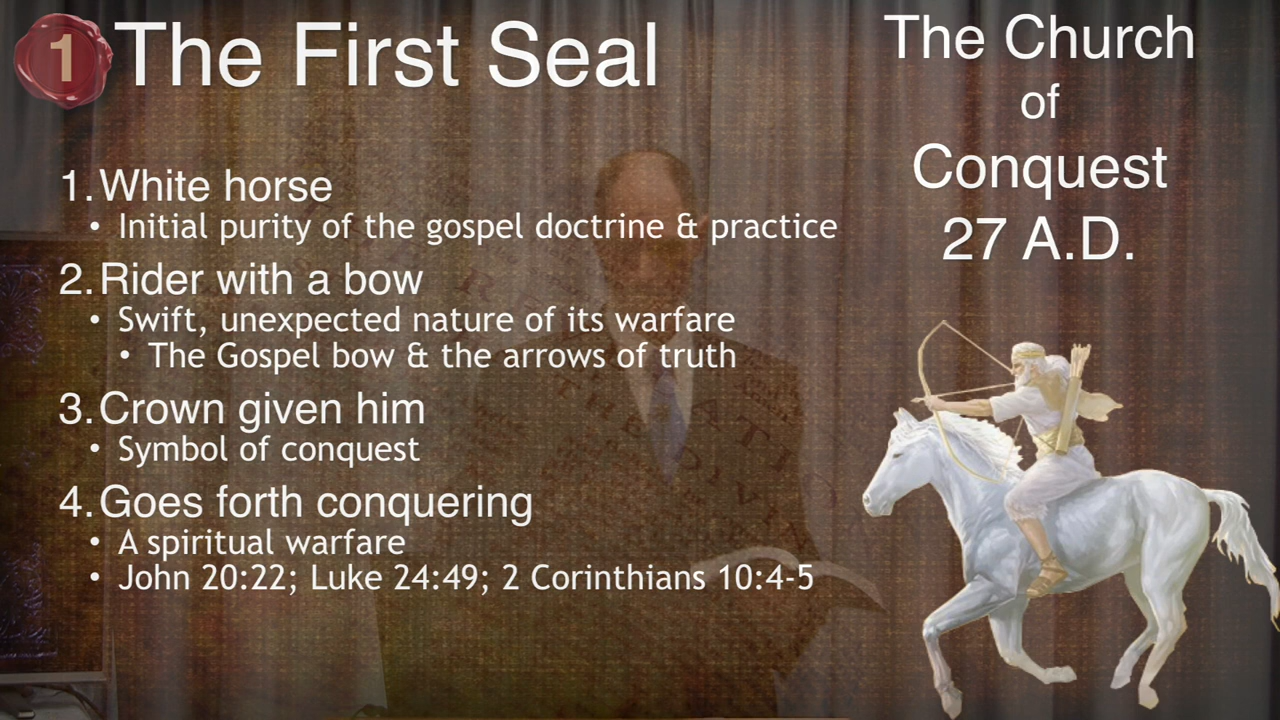 1 The First Seal
The Church
of
Conquest
27 A.D.
1. White horse
• Initial purity of the gospel doctrine & practice
2. Rider with a bow
• Swift, unexpected nature of its warfare
• The Gospel bow & the arrows of truth
3. Crown given him
• Symbol of conquest
4. Goes forth conquering
• A spiritual warfare
• John 20:22; Luke 24:49; 2 Corinthians 10:4-5